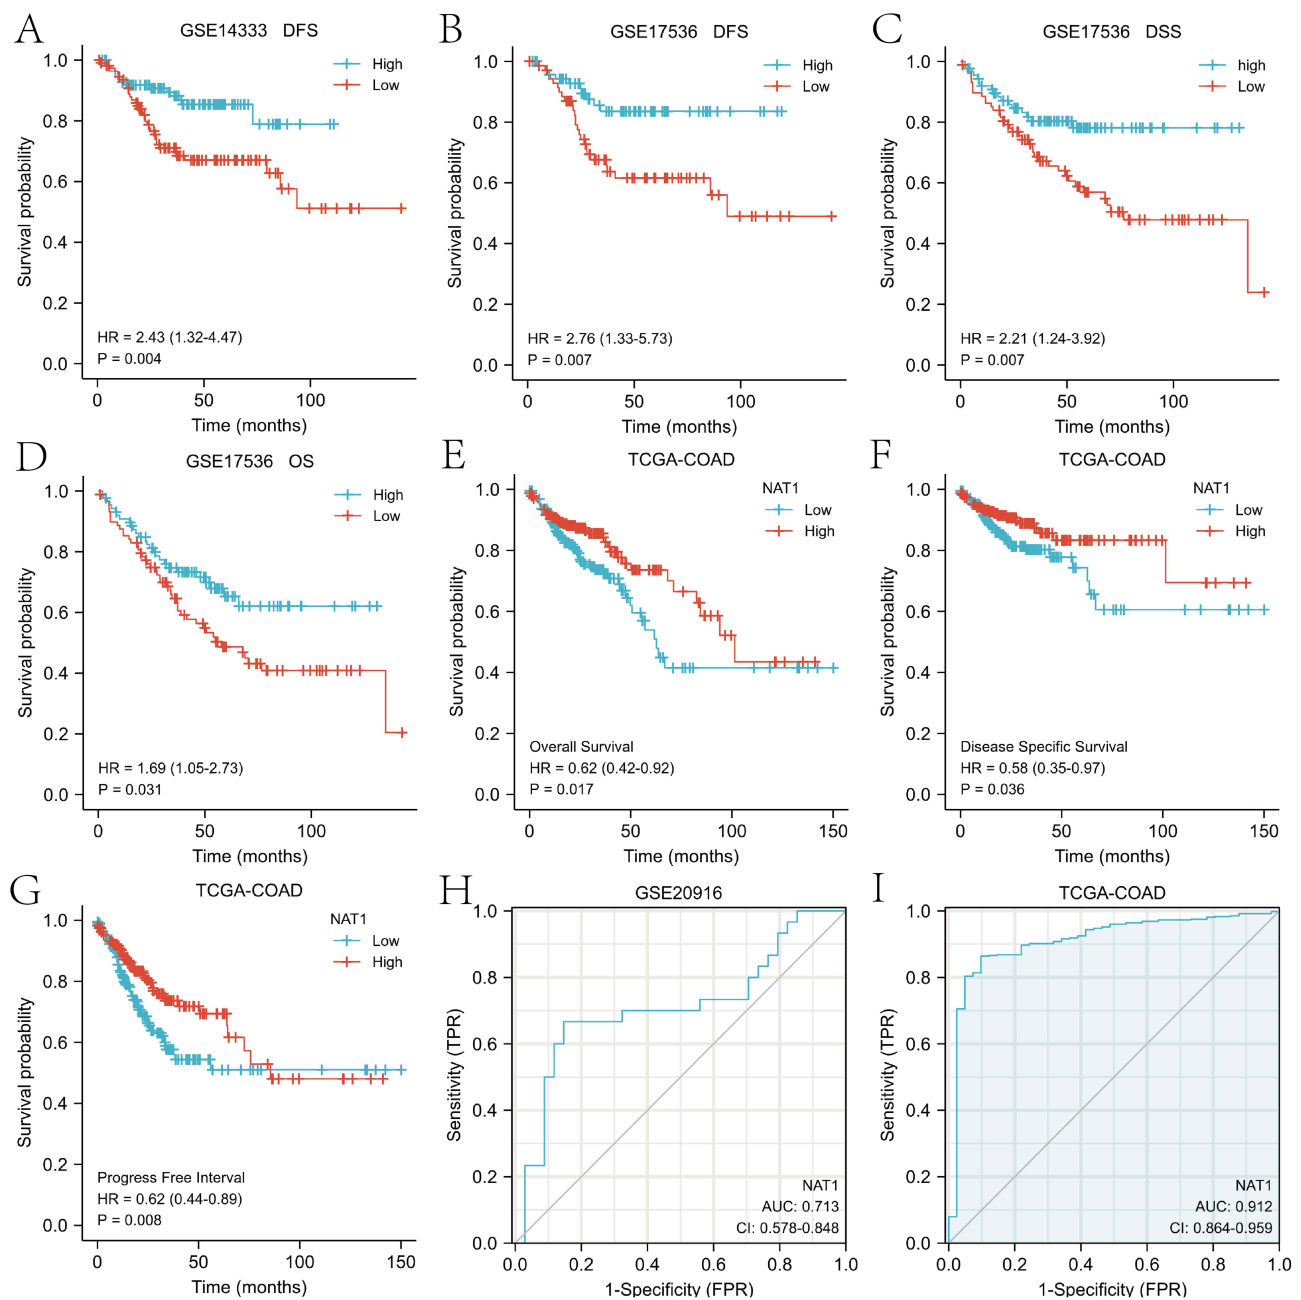 A
GSE14333 DFS
High
Low
1.0
0.8
0.6
0.4
0.2
0.0
Survival probability
HR = 2.43 (1.32-4.47)
P = 0.004
0 50 100
Time (months)
B
GSE17536 DFS
High
Low
1.0
0.8
0.6
0.4
0.2
0.0
Survival probability
HR = 2.76 (1.33-5.73)
P = 0.007
0 50 100
Time (months)
C
GSE17536 DSS
high
Low
1.0
0.8
0.6
0.4
0.2
0.0
Survival probability
HR = 2.21 (1.24-3.92)
P = 0.007
0 50 100
Time (months)
D
GSE17536 OS
High
Low
1.0
0.8
0.6
0.4
0.2
0.0
Survival probability
HR = 1.69 (1.05-2.73)
P = 0.031
0 50 100
Time (months)
E
TCGA-COAD
NAT1
Low
High
1.0
0.8
0.6
0.4
0.2
0.0
Survival probability
Overall Survival
HR = 0.62 (0.42-0.92)
P = 0.017
0 50 100 150
Time (months)
F
TCGA-COAD
NAT1
Low
High
1.0
0.8
0.6
0.4
0.2
0.0
Survival probability
Disease Specific Survival
HR = 0.58 (0.35-0.97)
P = 0.036
0 50 100 150
Time (months)
G
TCGA-COAD
NAT1
Low
High
1.0
0.8
0.6
0.4
0.2
0.0
Survival probability
Progress Free Interval
HR = 0.62 (0.44-0.89)
P = 0.008
0 50 100 150
Time (months)
H
GSE20916
1.0
0.8
0.6
0.4
0.2
0.0
Sensitivity (TPR)
NAT1
AUC: 0.713
CI: 0.578-0.848
0.0 0.2 0.4 0.6 0.8 1.0
1-Specificity (FPR)
I
TCGA-COAD
1.0
0.8
0.6
0.4
0.2
0.0
Sensitivity (TPR)
NAT1
AUC: 0.912
CI: 0.864-0.959
0.0 0.2 0.4 0.6 0.8 1.0
1-Specificity (FPR)